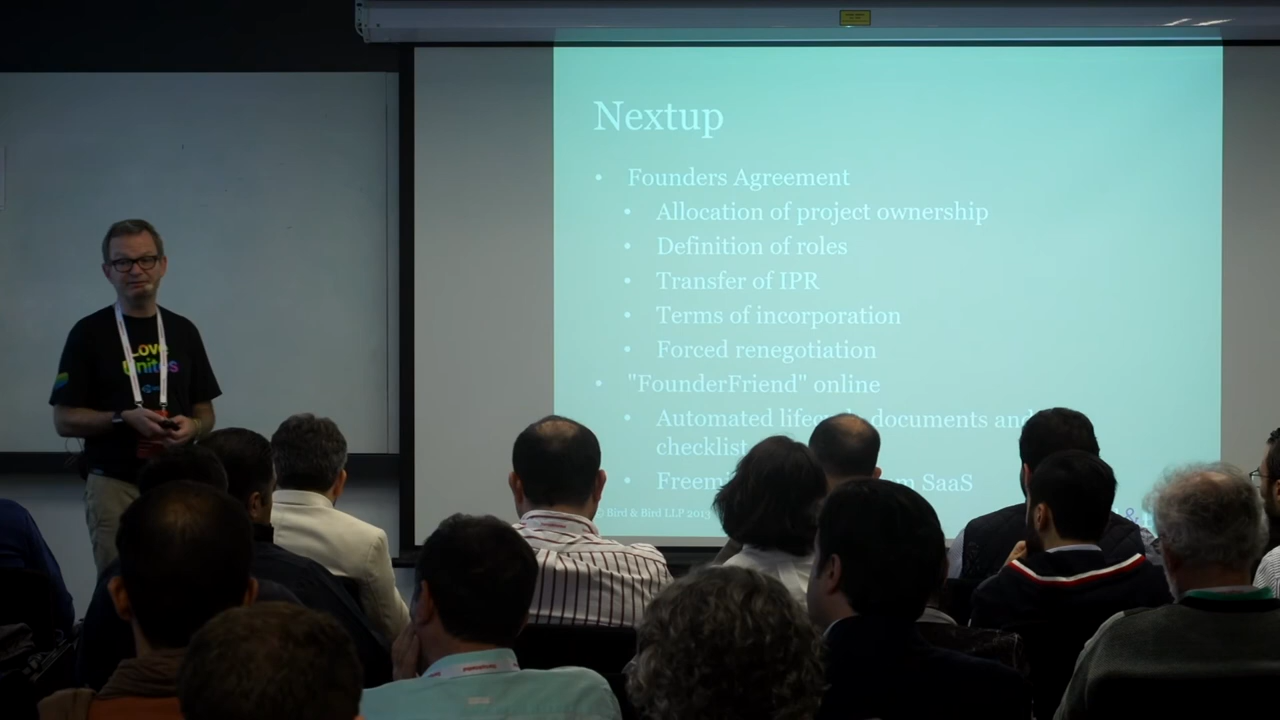 Nextup
• Founders Agreement
• Allocation of project ownership
• Definition of roles
• Transfer of IPR
• Terms of incorporation
• Forced renegotiation
• "FounderFriend" online
• Automated documents and
checklist
• SaaS
© Bird & Bird LLP 2013
Love
Unites